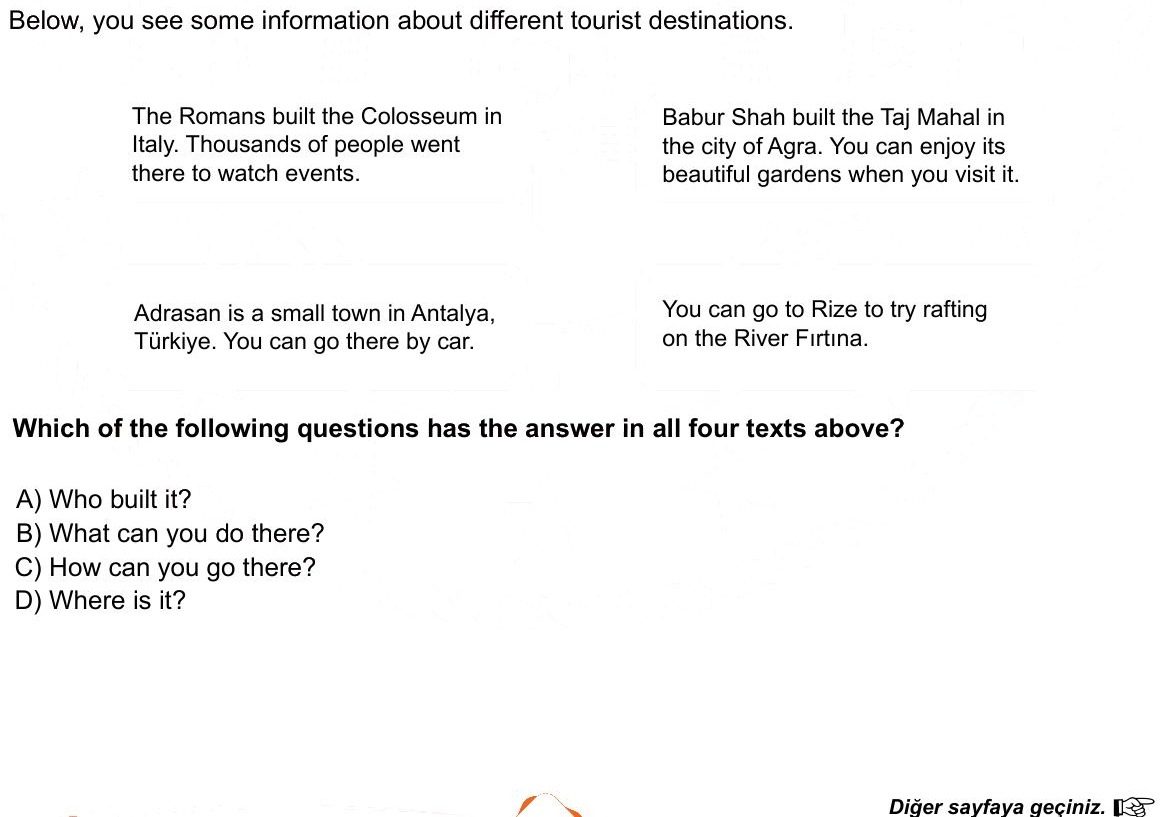 Below, you see some information about different tourist destinations.
The Romans built the Colosseum in
Italy. Thousands of people went
there to watch events.
Babur Shah built the Taj Mahal in
the city of Agra. You can enjoy its
beautiful gardens when you visit it.
Adrasan is a small town in Antalya,
Türkiye. You can go there by car.
You can go to Rize to try rafting
on the River Fırtına.
Which of the following questions has the answer in all four texts above?
A) Who built it?
B) What can you do there?
C) How can you go there?
D) Where is it?
Diğer sayfaya geçiniz.